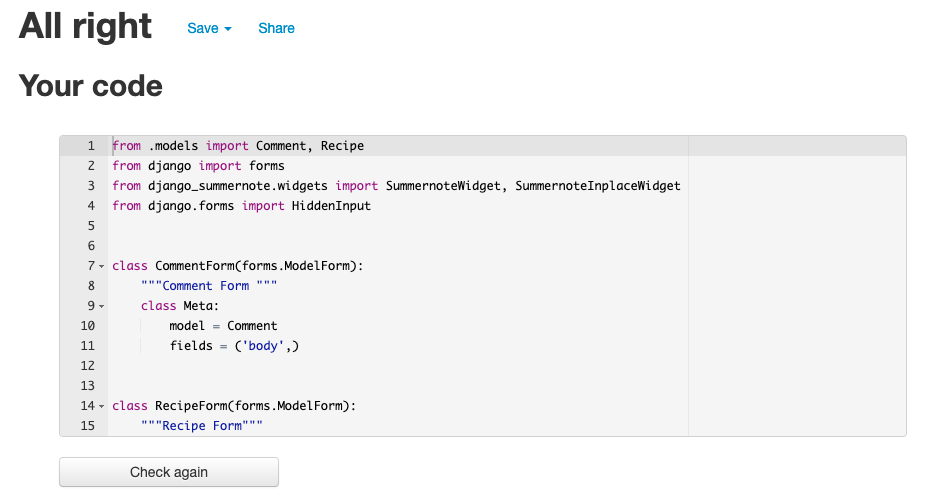 All right Save Share
Your code
1 from .models import Comment, Recipe
2 from django import forms
3 from django_summernote.widgets import SummernoteWidget, SummernoteInplaceWidget
4 from django.forms import HiddenInput
5
6
7 class CommentForm(forms.ModelForm):
8     """Comment Form """
9     class Meta:
10         model = Comment
11         fields = ('body',)
12
13
14 class RecipeForm(forms.ModelForm):
15     """Recipe Form"""
Check again